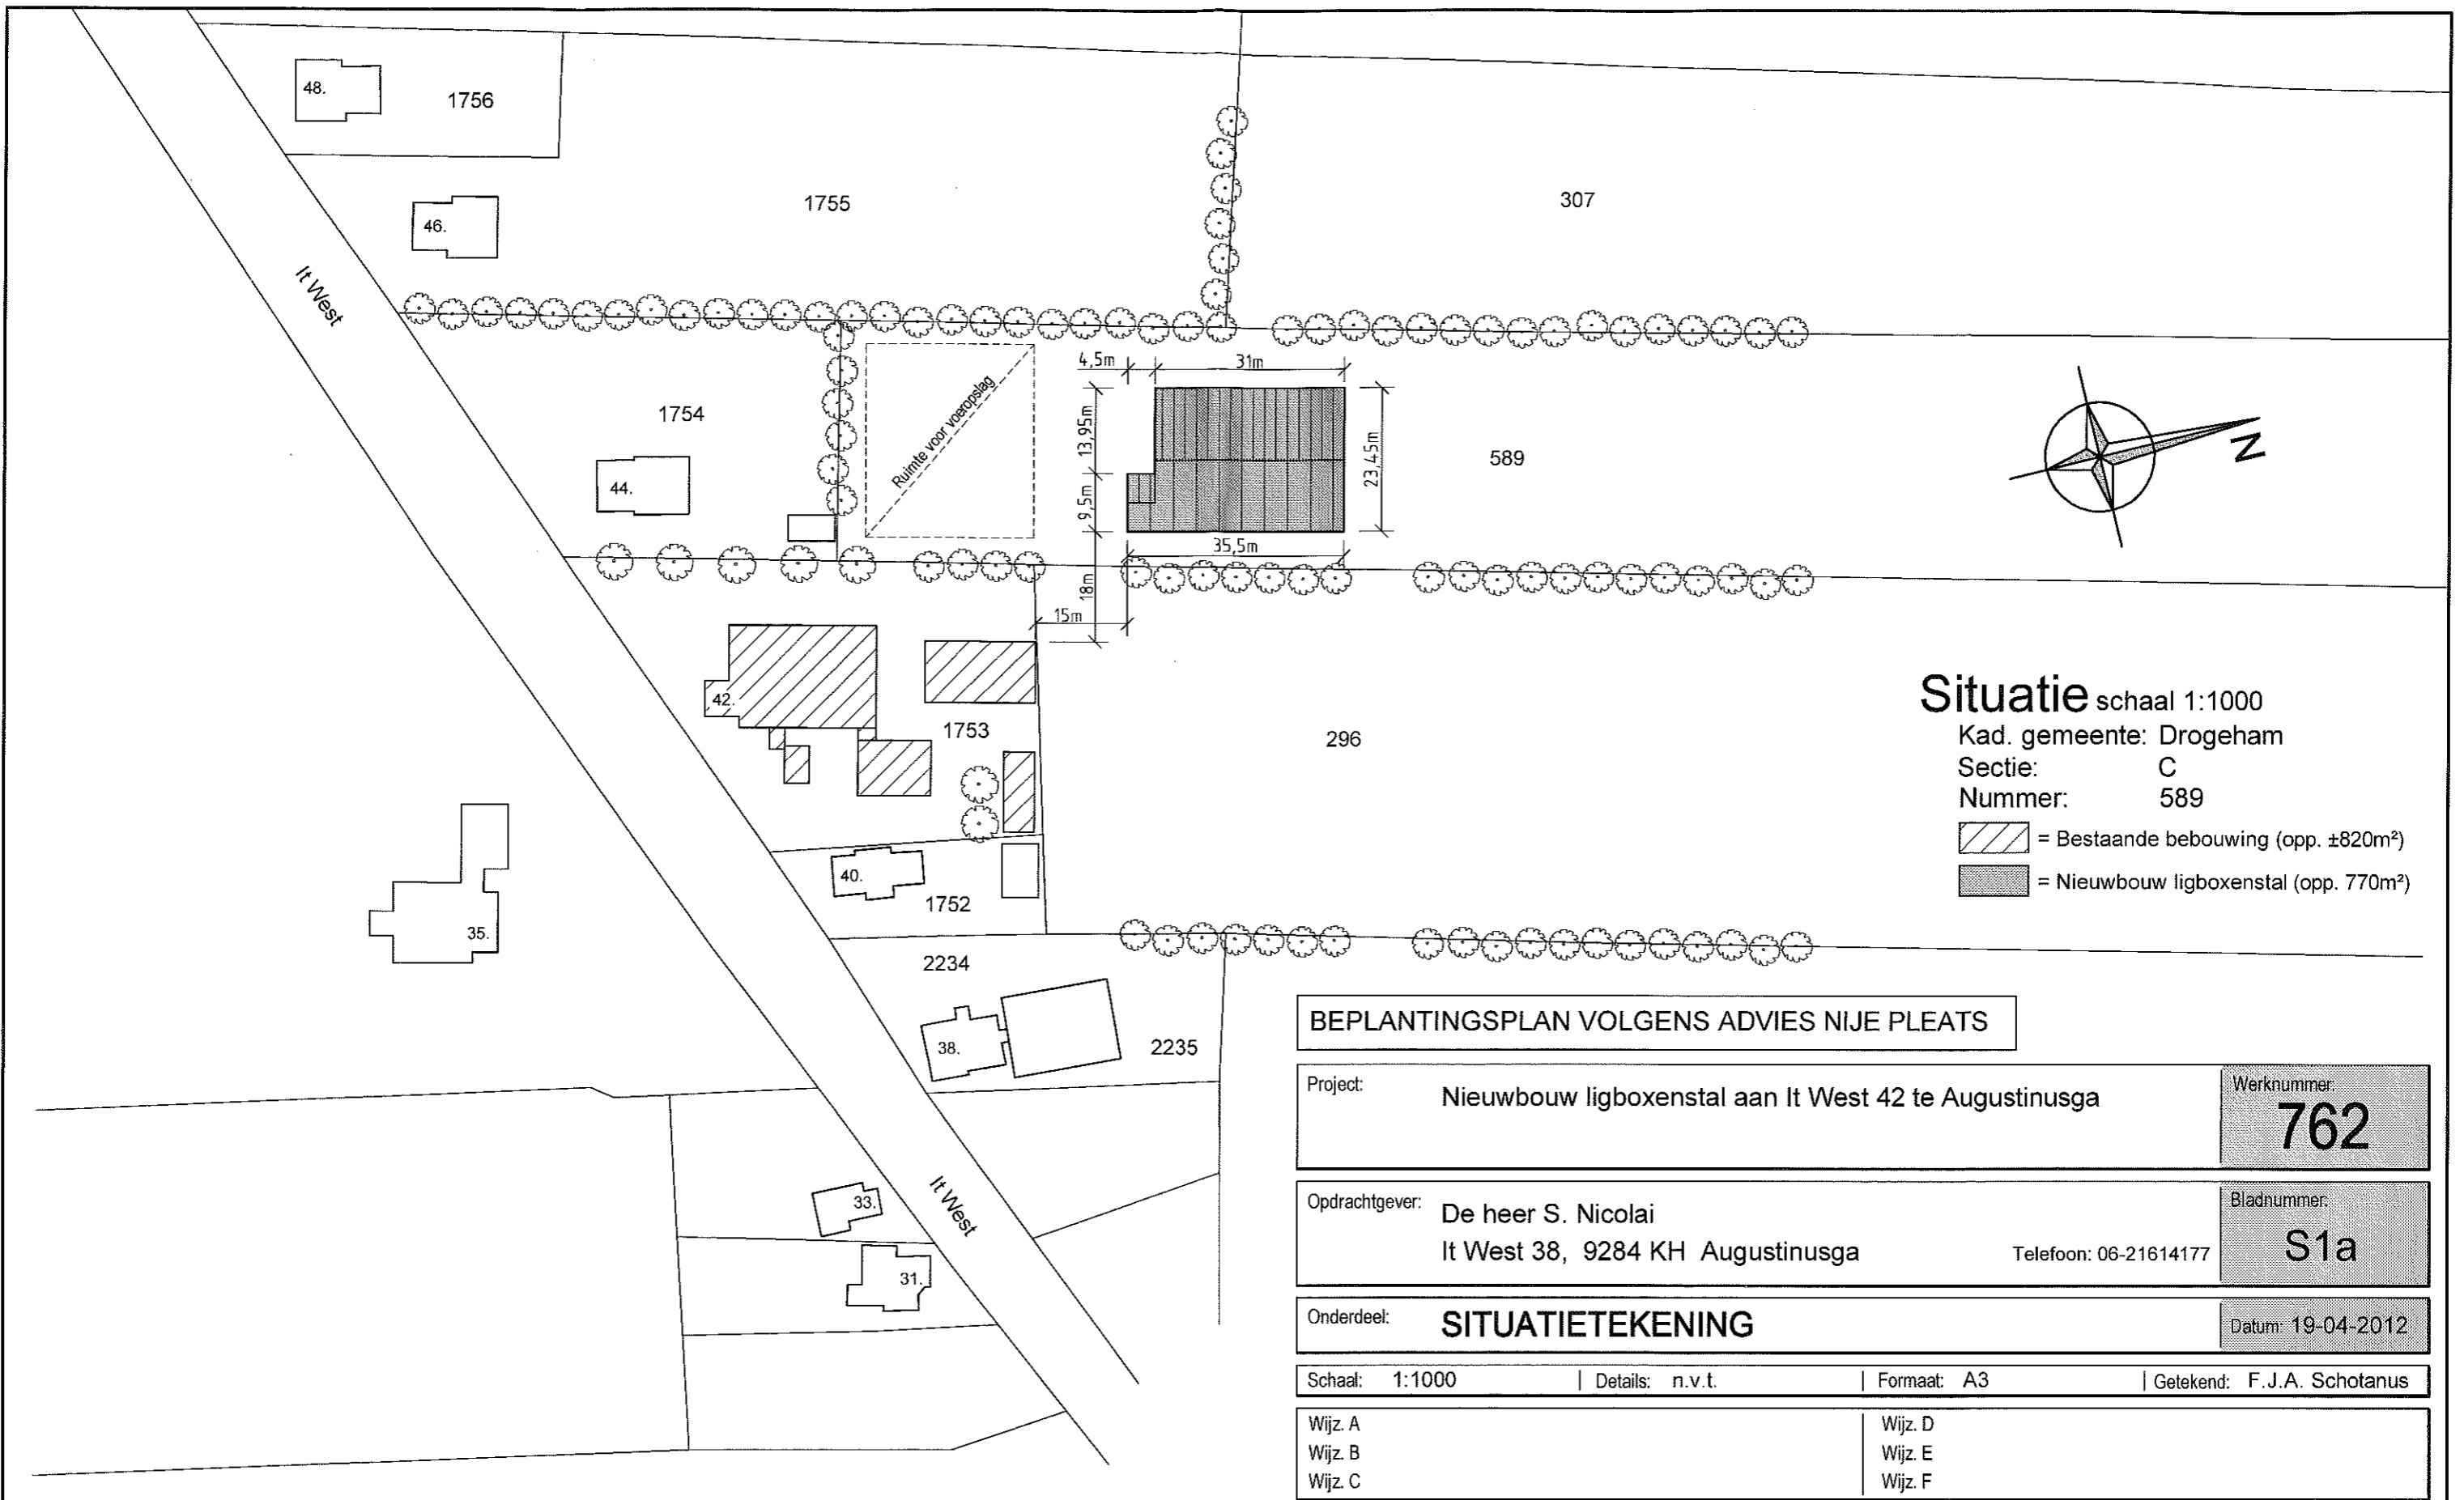 48.
1756
46.
1755
307
It West
4,5m
31m
1754
Ruimte voor voeropslag
13,95m
23,45m
589
N
44.
9,5m
35,5m
18m
15m
42.
1753
296
Situatie schaal 1:1000
Kad. gemeente: Drogeham
Sectie: C
Nummer: 589
= Bestaande bebouwing (opp. ±820m²)
= Nieuwbouw ligboxenstal (opp. 770m²)
40.
1752
35.
2234
38.
2235
33.
It West
31.
BEPLANTINGSPLAN VOLGENS ADVIES NIJE PLEATS
Project: Nieuwbouw ligboxenstal aan It West 42 te Augustinusga
Werknummer:
762
Opdrachtgever: De heer S. Nicolai
It West 38, 9284 KH Augustinusga Telefoon: 06-21614177
Bladnummer:
S1a
Onderdeel: SITUATIETEKENING
Datum: 19-04-2012
Schaal: 1:1000 | Details: n.v.t. | Formaat: A3 | Getekend: F.J.A. Schotanus
Wijz. A
Wijz. B
Wijz. C
Wijz. D
Wijz. E
Wijz. F